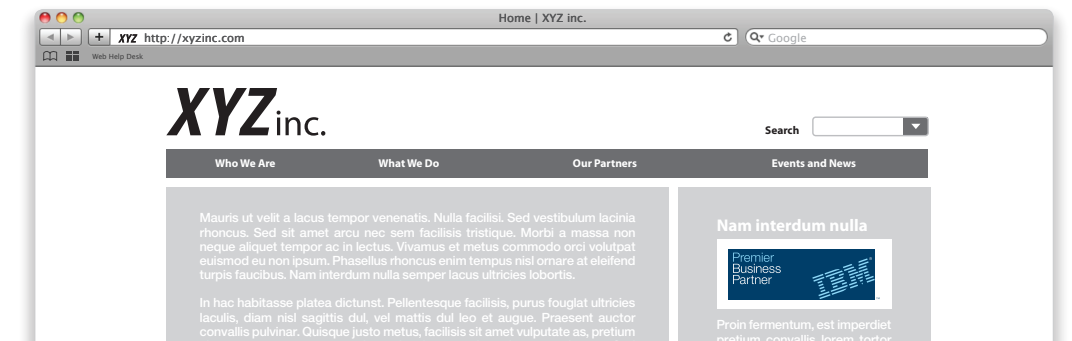 Home | XYZ inc.
XYZ http://xyzinc.com
Google
Web Help Desk
XYZ inc.
Search
Who We Are What We Do Our Partners Events and News
Mauris ut velit a lacus tempor venenatis. Nulla facilisi. Sed vestibulum lacinia
rhoncus. Sed sit amet arcu nec sem facilisis tristique. Morbi a massa non
neque aliquet tempor ac in lectus. Vivamus et metus commodo orci volutpat
euismod eu non ipsum. Phasellus rhoncus enim tempus nisl ornare at eleifend
turpis faucibus. Nam interdum nulla semper lacus ultricies lobortis.
In hac habitasse platea dictunst. Pellentesque facilisis, purus fouglat ultricies
laculis, diam nisl sagittis dul, vel mattis dul leo et augue. Praesent auctor
convallis pulvinar. Quisque justo metus, facilisis sit amet vulputate as, pretium
Nam interdum nulla
Premier
Business
Partner
IBM
Proin fermentum, est imperdiet
pretium convallis lorem tortor